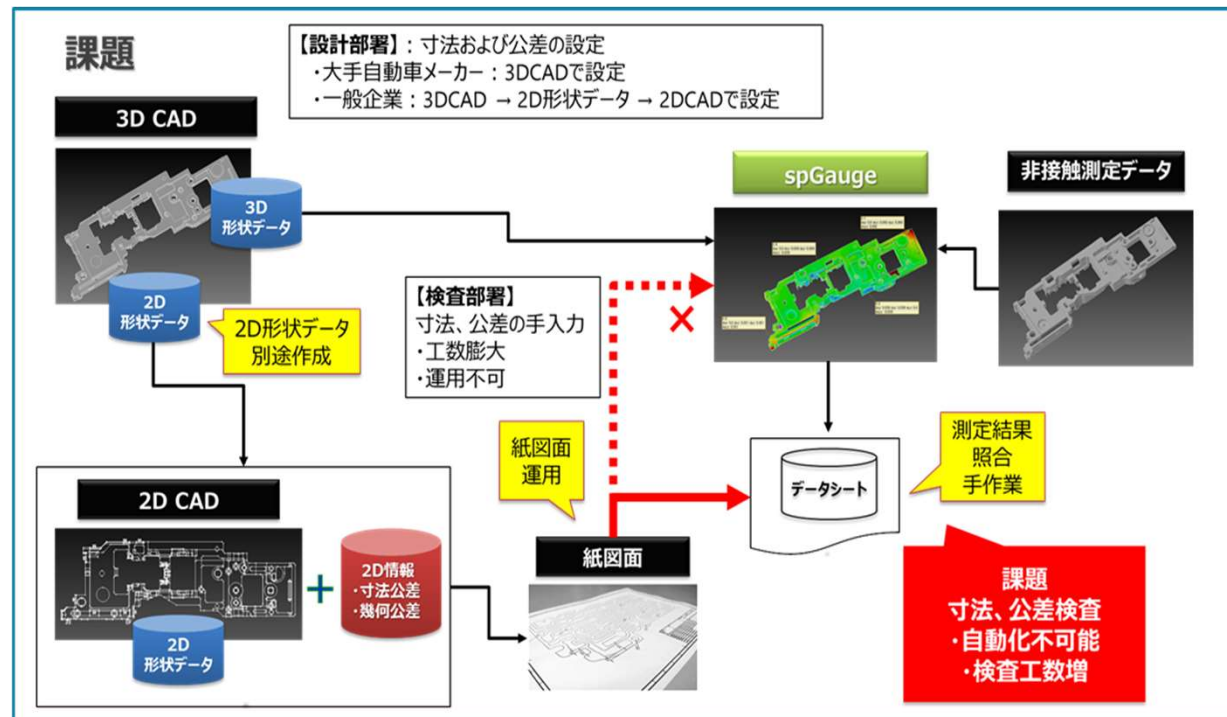 課題
【設計部署】：寸法および公差の設定
・大手自動車メーカー：3DCADで設定
・一般企業：3DCAD → 2D形状データ → 2DCADで設定
3D CAD
3D
形状データ
2D
形状データ
2D形状データ
別途作成
spGauge
非接触測定データ
【検査部署】
寸法、公差の手入力
・工数膨大
・運用不可
×
紙図面
運用
データシート
測定結果
照合
手作業
2D CAD
2D
形状データ
+
2D情報
・寸法公差
・幾何公差
紙図面
課題
寸法、公差検査
・自動化不可能
・検査工数増